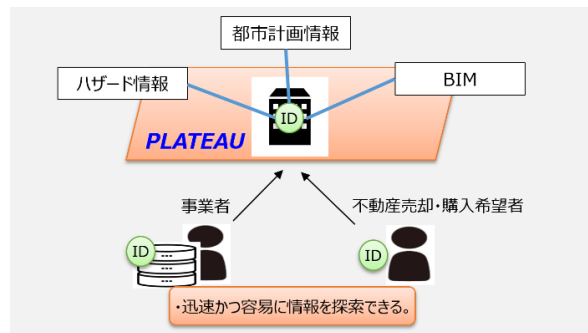 都市計画情報
ハザード情報
BIM
ID
PLATEAU
事業者
不動産売却・購入希望者
ID
ID
・迅速かつ容易に情報を探索できる。